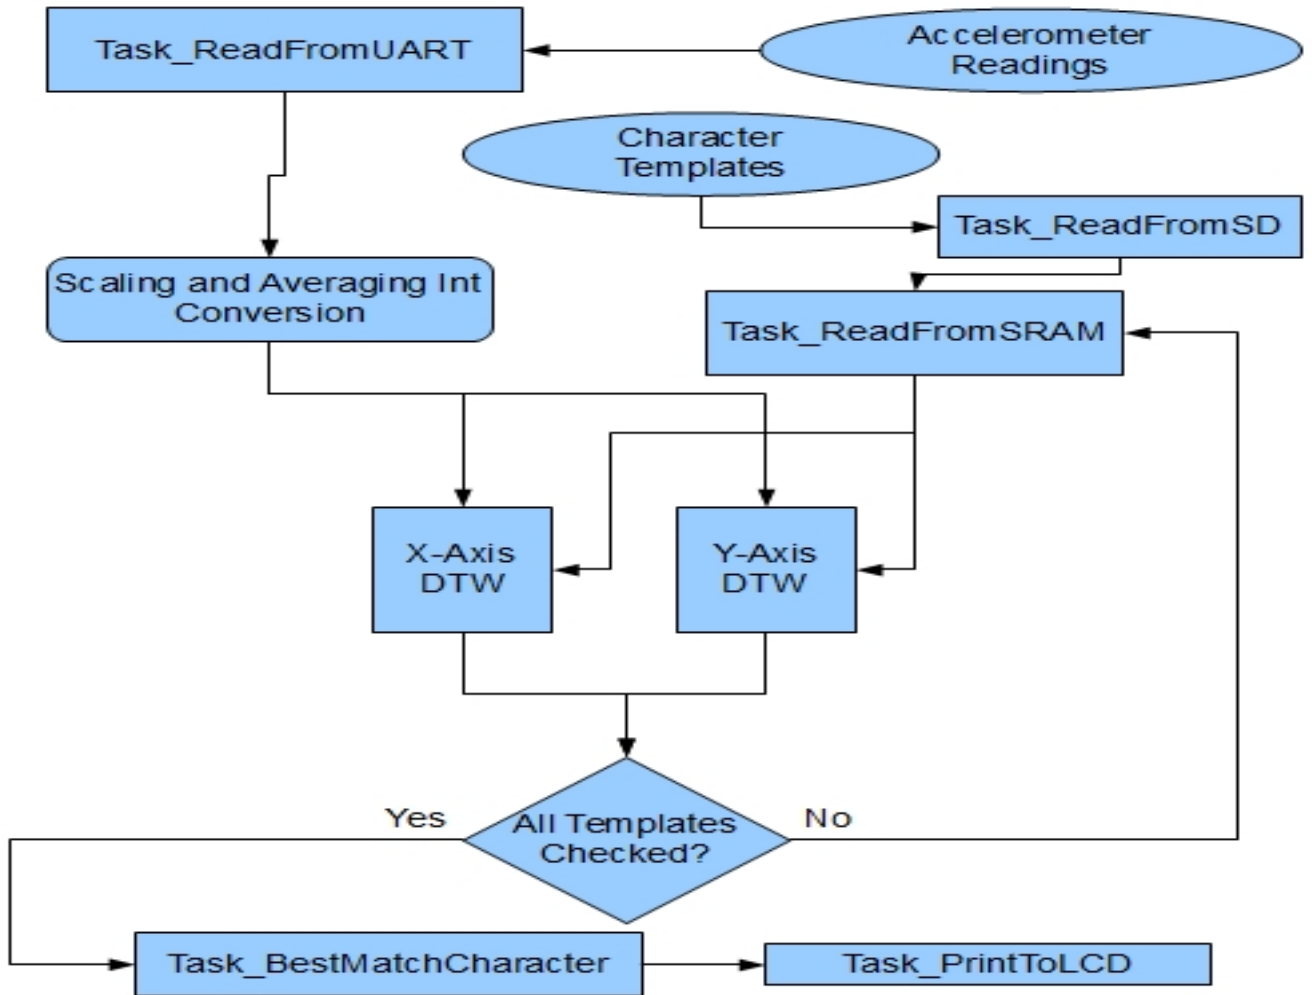 Task_ReadFromUART
Accelerometer
Readings
Character
Templates
Task_ReadFromSD
Scaling and Averaging Int
Conversion
Task_ReadFromSRAM
X-Axis
DTW
Y-Axis
DTW
Yes
All Templates
Checked?
No
Task_BestMatchCharacter
Task_PrintToLCD